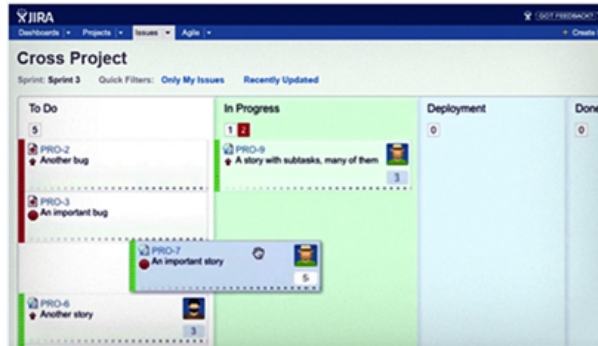 JIRA
GOT FEEDBACK?
Dashboards Projects Issues Agile
+ Create
Cross Project
Sprint: Sprint 3 Quick Filters: Only My Issues Recently Updated
To Do In Progress Deployment Done
5 1 2 0 0
PRO-2
Another bug
PRO-9
A story with subtasks, many of them
3
PRO-3
An important bug
PRO-7
An important story
5
PRO-6
Another story
3